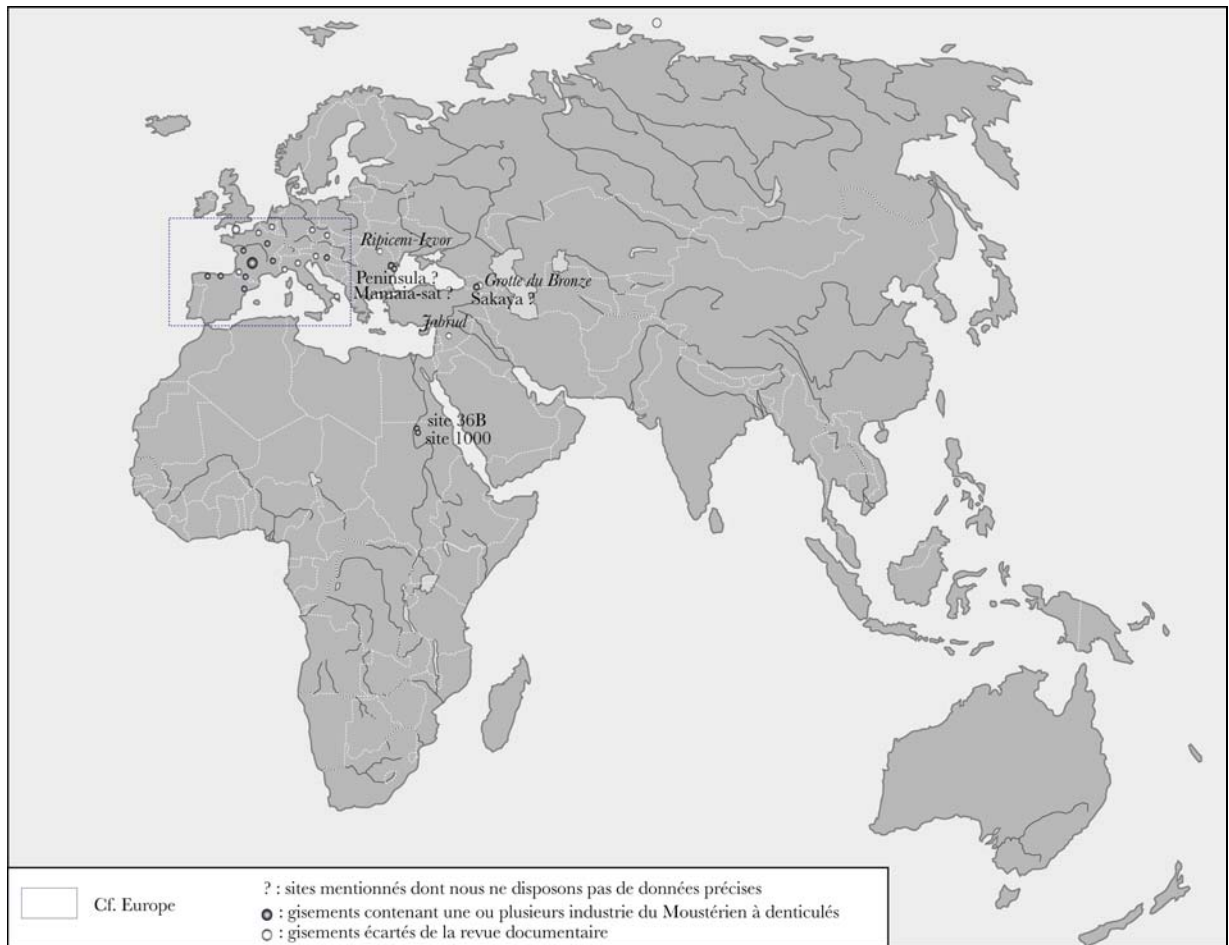 Ripiceni-Izvor
Peninsula ?
Mamaia-sat ?
Grotte du Bronze
Sakaya ?
Jabrud
site 36B
site 1000
Cf. Europe
? : sites mentionnés dont nous ne disposons pas de données précises
: gisements contenant une ou plusieurs industrie du Moustérien à denticulés
: gisements écartés de la revue documentaire